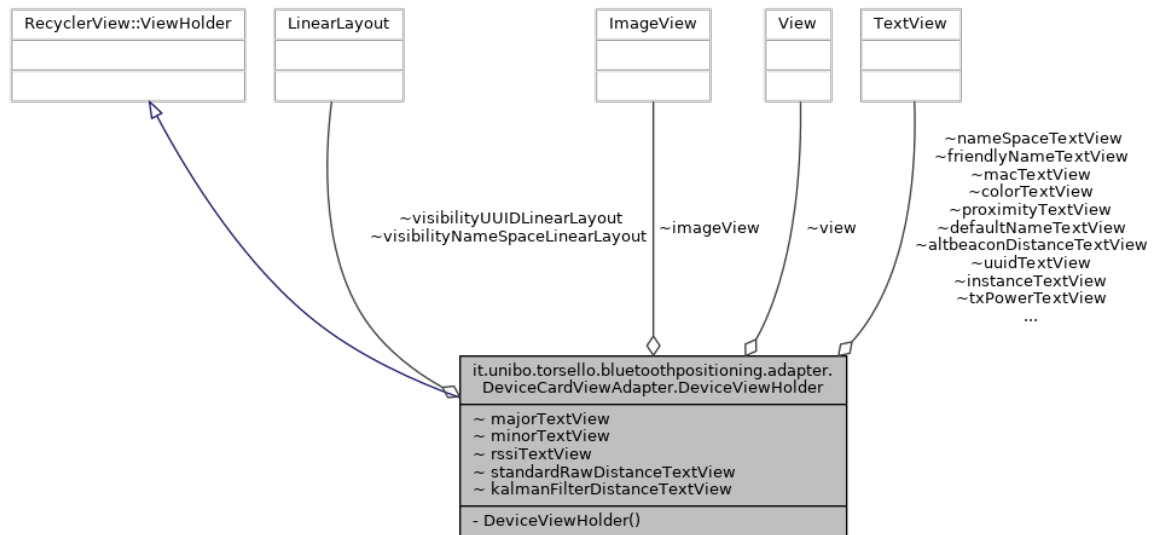 RecyclerView::ViewHolder
LinearLayout
ImageView
View
TextView
~nameSpaceTextView
~friendlyNameTextView
~macTextView
~colorTextView
~proximityTextView
~defaultNameTextView
~altbeaconDistanceTextView
~uuidTextView
~instanceTextView
~txPowerTextView
...
~visibilityUUIDLinearLayout
~visibilityNameSpaceLinearLayout
~imageView
~view
it.unibo.torsello.bluetoothpositioning.adapter.
DeviceCardViewAdapter.DeviceViewHolder
~ majorTextView
~ minorTextView
~ rssiTextView
~ standardRawDistanceTextView
~ kalmanFilterDistanceTextView
- DeviceViewHolder()